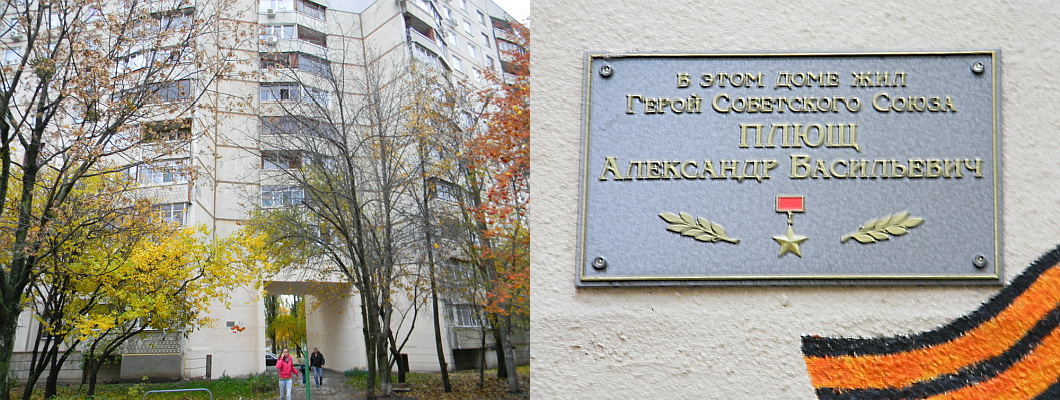 В ЭТОМ ДОМЕ ЖИЛ
ГЕРОЙ СОВЕТСКОГО СОЮЗА
ПЛЮЩ
АЛЕКСАНДР ВАСИЛЬЕВИЧ